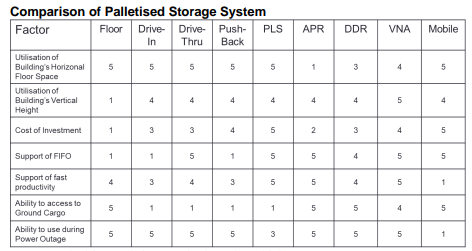 Comparison of Palletised Storage System
Factor Floor Drive-In Drive-Thru Push-Back PLS APR DDR VNA Mobile
Utilisation of Building's Horizonal Floor Space 5 5 5 5 5 1 3 4 5
Utilisation of Building's Vertical Height 1 4 4 4 4 4 4 5 4
Cost of Investment 1 3 3 4 5 2 3 4 5
Support of FIFO 1 1 5 1 5 5 4 5 5
Support of fast productivity 4 3 4 3 5 5 4 5 1
Ability to access to Ground Cargo 5 1 1 1 1 5 5 4 5
Ability to use during Power Outage 5 5 5 5 3 5 5 5 1